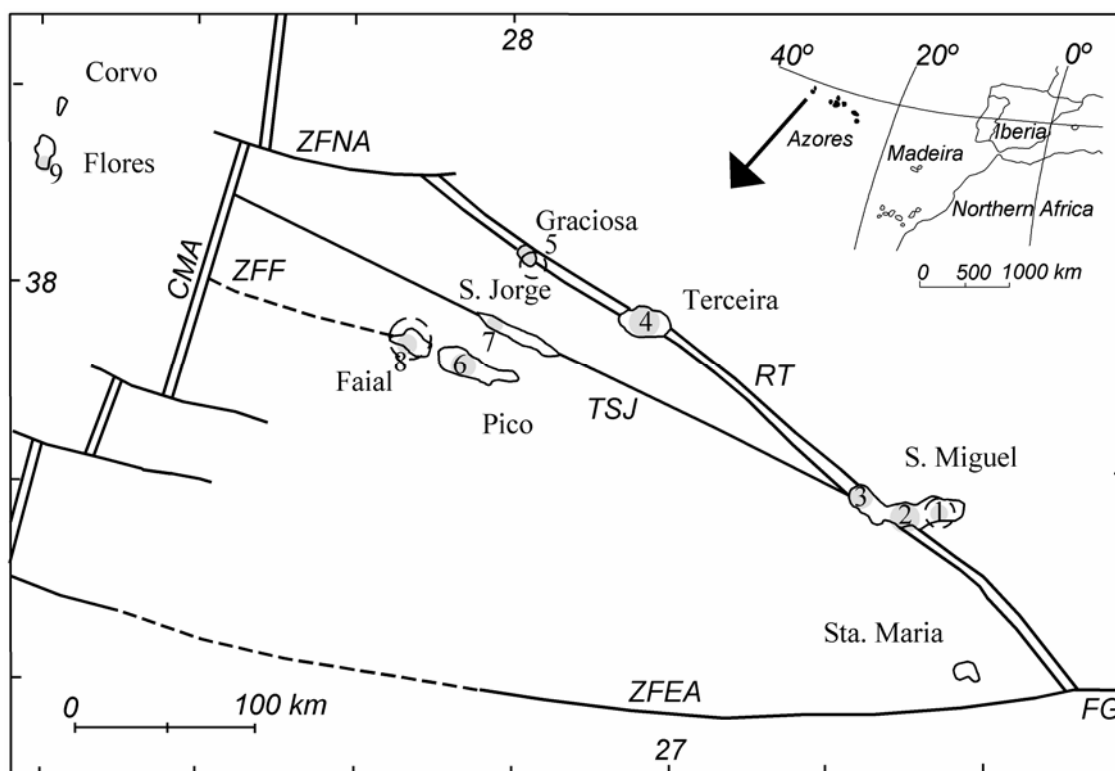 28
40º
20º
0º
Corvo
ZFNA
Azores
Iberia
Madeira
9
Flores
Northern Africa
Graciosa
5
CMA
ZFF
38
S. Jorge
Terceira
0 500 1000 km
4
7
8
6
RT
Faial
TSJ
Pico
S. Miguel
3
2
1
Sta. Maria
0 100 km
ZFEA
FG
27